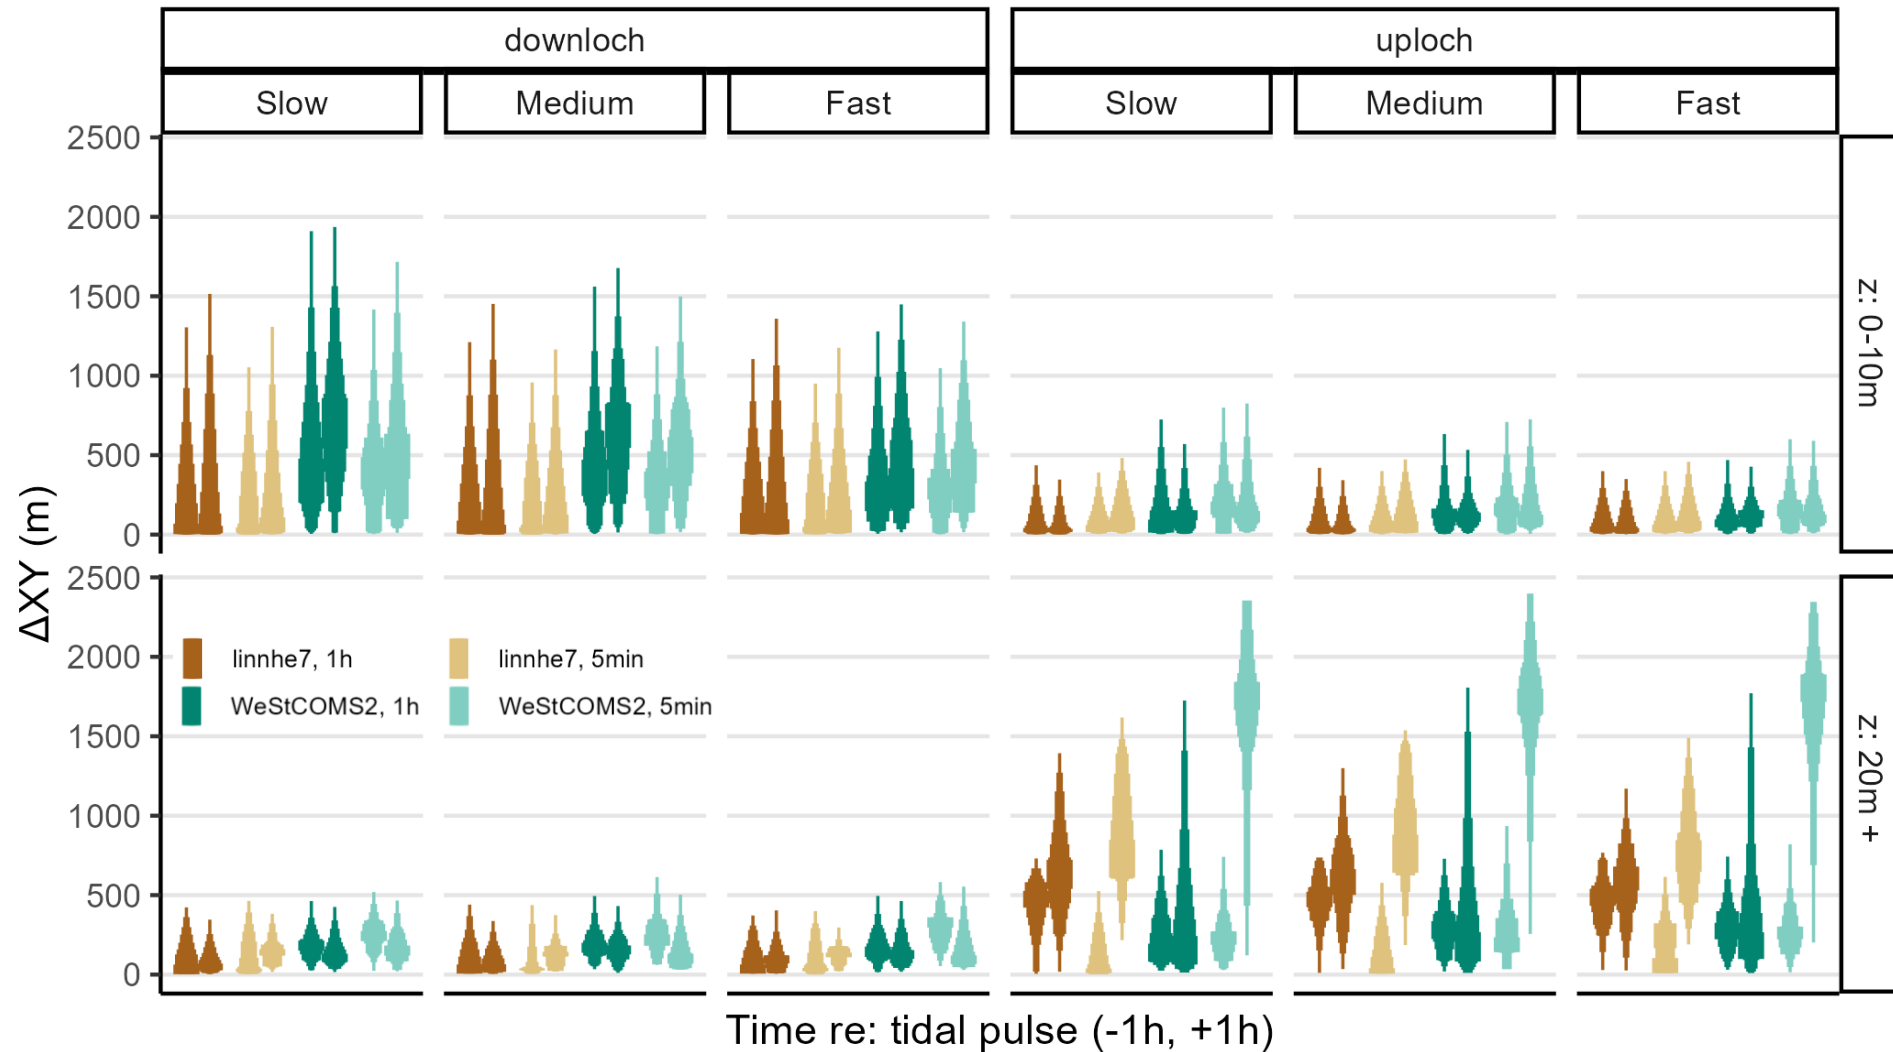 downloch uploch
Slow Medium Fast Slow Medium Fast
2500
2000
1500
1000
500
0
z: 0-10m
2500
2000
1500
1000
500
0
z: 20m +
ΔXY (m)
linnhe7, 1h linnhe7, 5min
WeStCOMS2, 1h WeStCOMS2, 5min
Time re: tidal pulse (-1h, +1h)